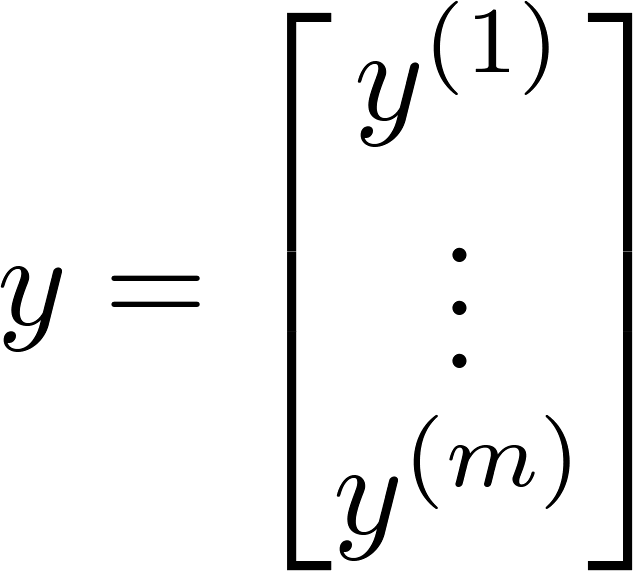 y = [ y^(1)
⋮
y^(m) ]